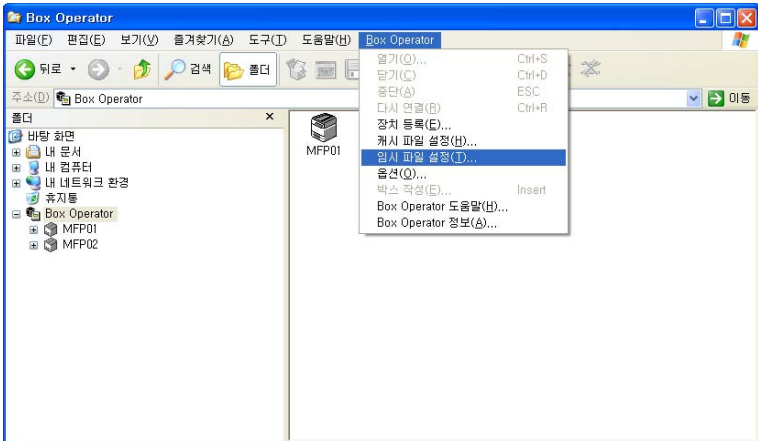 Box Operator
파일(F) 편집(E) 보기(V) 즐겨찾기(A) 도구(T) 도움말(H) Box Operator
뒤로 검색 폴더
주소(D) Box Operator 이동
폴더
바탕 화면
내 문서
내 컴퓨터
내 네트워크 환경
휴지통
Box Operator
MFP01
MFP02
MFP01
열기(O)... Ctrl+S
닫기(C) Ctrl+D
중단(A) ESC
다시 연결(R) Ctrl+R
장치 등록(E)...
캐시 파일 설정(H)...
임시 파일 설정(T)...
옵션(O)...
박스 작성(E)... Insert
Box Operator 도움말(H)...
Box Operator 정보(A)...